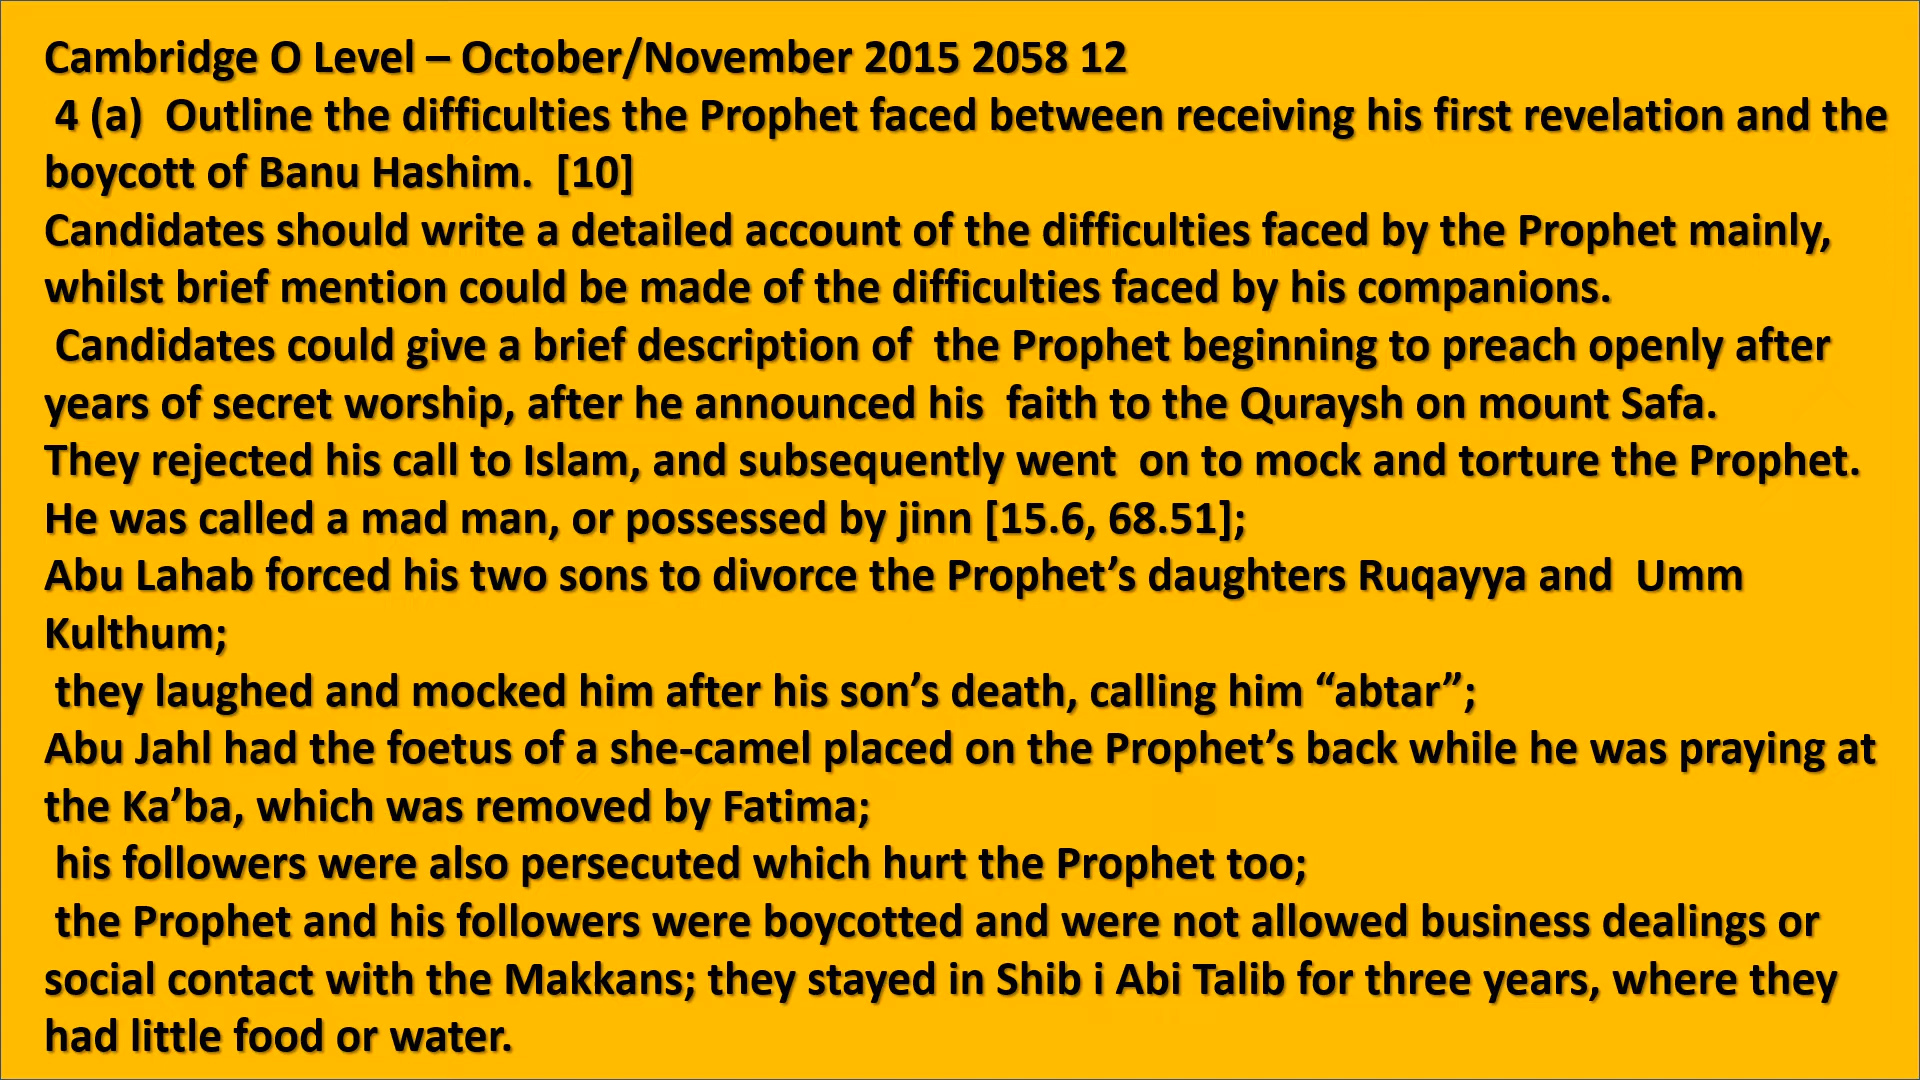 Cambridge O Level – October/November 2015 2058 12
4 (a) Outline the difficulties the Prophet faced between receiving his first revelation and the
boycott of Banu Hashim. [10]
Candidates should write a detailed account of the difficulties faced by the Prophet mainly,
whilst brief mention could be made of the difficulties faced by his companions.
Candidates could give a brief description of the Prophet beginning to preach openly after
years of secret worship, after he announced his faith to the Quraysh on mount Safa.
They rejected his call to Islam, and subsequently went on to mock and torture the Prophet.
He was called a mad man, or possessed by jinn [15.6, 68.51];
Abu Lahab forced his two sons to divorce the Prophet’s daughters Ruqayya and Umm
Kulthum;
they laughed and mocked him after his son’s death, calling him “abtar”;
Abu Jahl had the foetus of a she-camel placed on the Prophet’s back while he was praying at
the Ka’ba, which was removed by Fatima;
his followers were also persecuted which hurt the Prophet too;
the Prophet and his followers were boycotted and were not allowed business dealings or
social contact with the Makkans; they stayed in Shib i Abi Talib for three years, where they
had little food or water.